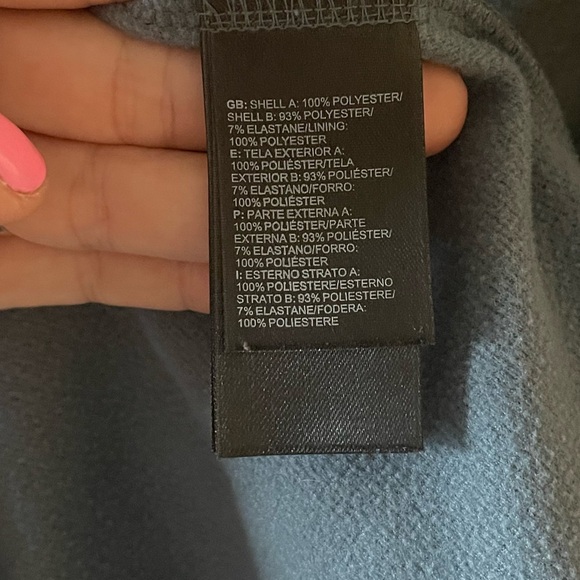 GB: SHELL A: 100% POLYESTER/
SHELL B: 93% POLYESTER/
7% ELASTANE/LINING:
100% POLYESTER
E: TELA EXTERIOR A:
100% POLIÉSTER/TELA
EXTERIOR B: 93% POLIÉSTER/
7% ELASTANO/FORRO:
100% POLIÉSTER
P: PARTE EXTERNA A:
100% POLIÉSTER/PARTE
EXTERNA B: 93% POLIÉSTER/
7% ELASTANO/FORRO:
100% POLIÉSTER
I: ESTERNO STRATO A:
100% POLIESTERE/ESTERNO
STRATO B: 93% POLIESTERE/
7% ELASTANE/FODERA:
100% POLIESTERE